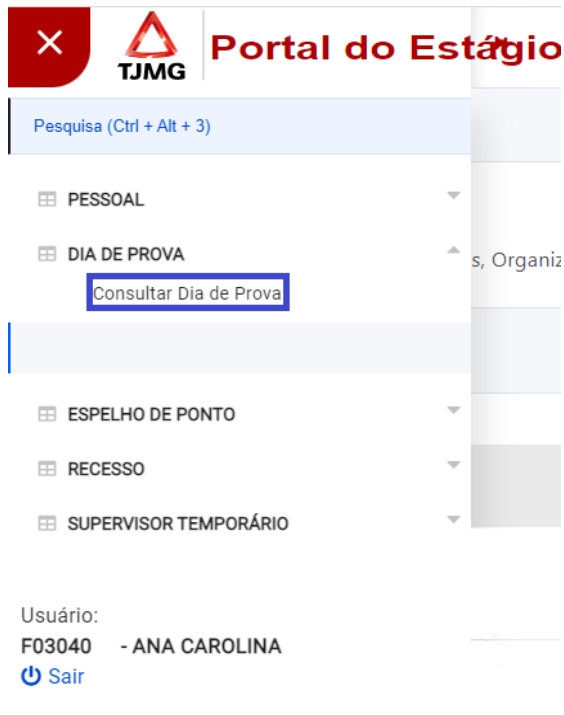 TJMG
Portal do Estágio
Pesquisa (Ctrl + Alt + 3)
PESSOAL
DIA DE PROVA
s, Organiz
Consultar Dia de Prova
ESPELHO DE PONTO
RECESSO
SUPERVISOR TEMPORÁRIO
Usuário:
F03040 - ANA CAROLINA
Sair